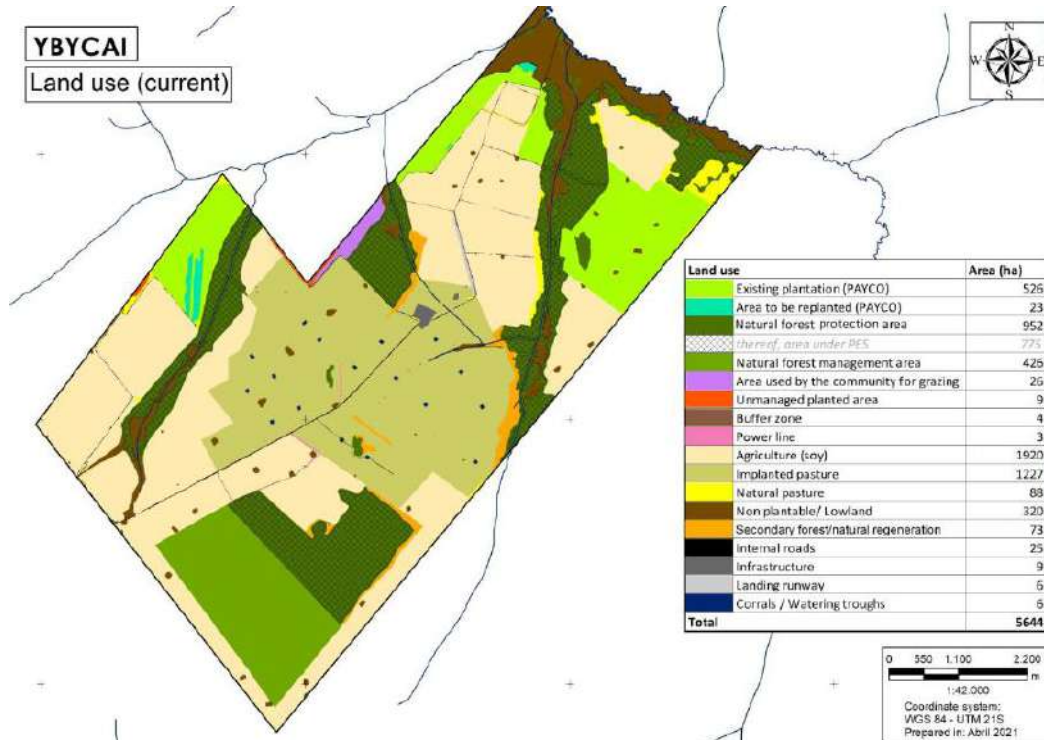 YBYCAI
Land use (current)
N
W E
S
Land use Area (ha)
Existing plantation (PAYCO) 526
Area to be replanted (PAYCO) 23
Natural forest protection area 952
thereof, area under PES 775
Natural forest management area 426
Area used by the community for grazing 26
Unmanaged planted area 9
Buffer zone 4
Power line 3
Agriculture (soy) 1920
Implanted pasture 1227
Natural pasture 88
Non plantable/ Lowland 320
Secondary forest/natural regeneration 73
Internal roads 25
Infrastructure 9
Landing runway 6
Corrals / Watering troughs 6
Total 5644
0 550 1.100 2.200
m
1:42.000
Coordinate system:
WGS 84 - UTM 21S
Prepared in: Abril 2021